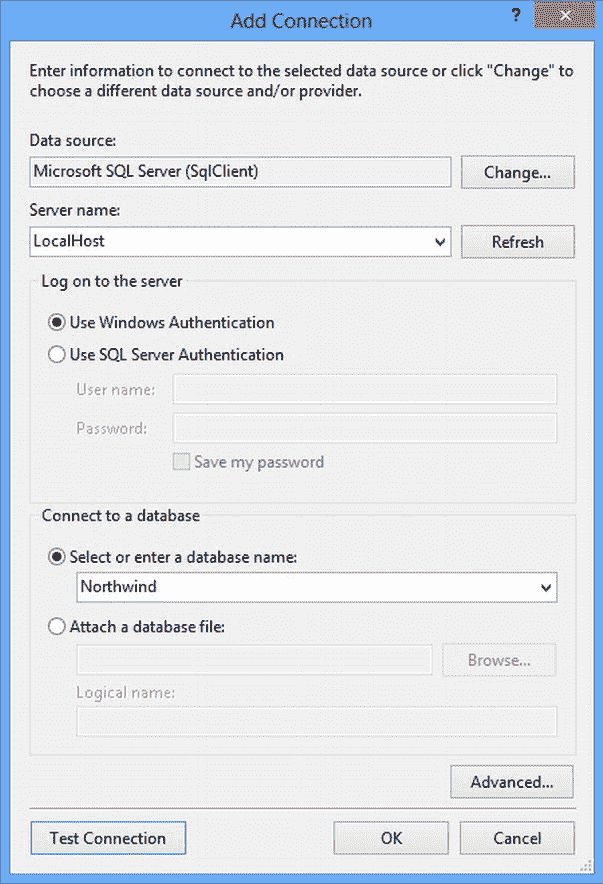 Add Connection
?
Enter information to connect to the selected data source or click "Change" to
choose a different data source and/or provider.
Data source:
Microsoft SQL Server (SqlClient)
Change...
Server name:
LocalHost
Refresh
Log on to the server
Use Windows Authentication
Use SQL Server Authentication
User name:
Password:
Save my password
Connect to a database
Select or enter a database name:
Northwind
Attach a database file:
Browse...
Logical name:
Advanced...
Test Connection
OK
Cancel